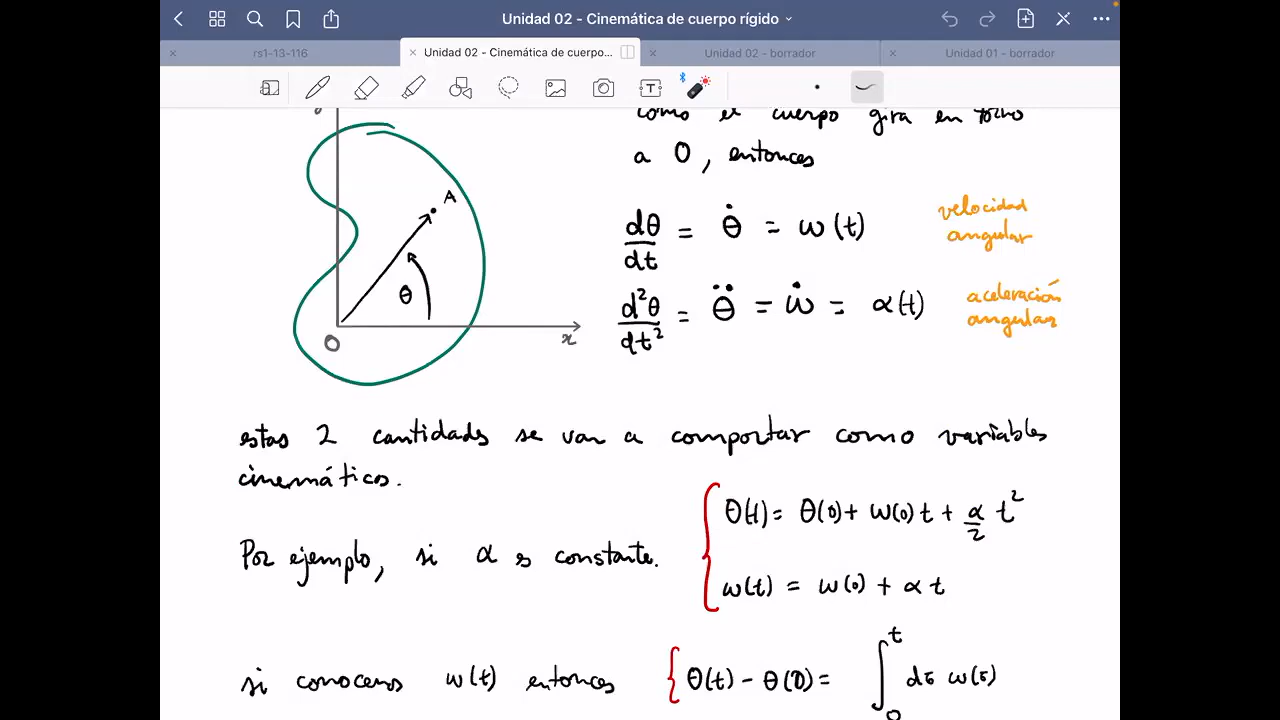 Unidad 02 - Cinemática de cuerpo rígido
rs1-13-116
Unidad 02 - Cinemática de cuerpo...
Unidad 02 - borrador
Unidad 01 - borrador
como el cuerpo gira en torno
a O, entonces
A
θ
O
x
dθ/dt = θ̇ = ω(t)
velocidad
angular
d²θ/dt² = θ̈ = ω̇ = α(t)
aceleración
angular
estas 2 cantidades se van a comportar como variables
cinemáticos.
Por ejemplo, si α es constante.
θ(t) = θ(0) + ω(0) t + α/2 t²
ω(t) = ω(0) + α t
si conocemos ω(t) entonces
θ(t) - θ(0) = ∫₀ᵗ dζ ω(ζ)